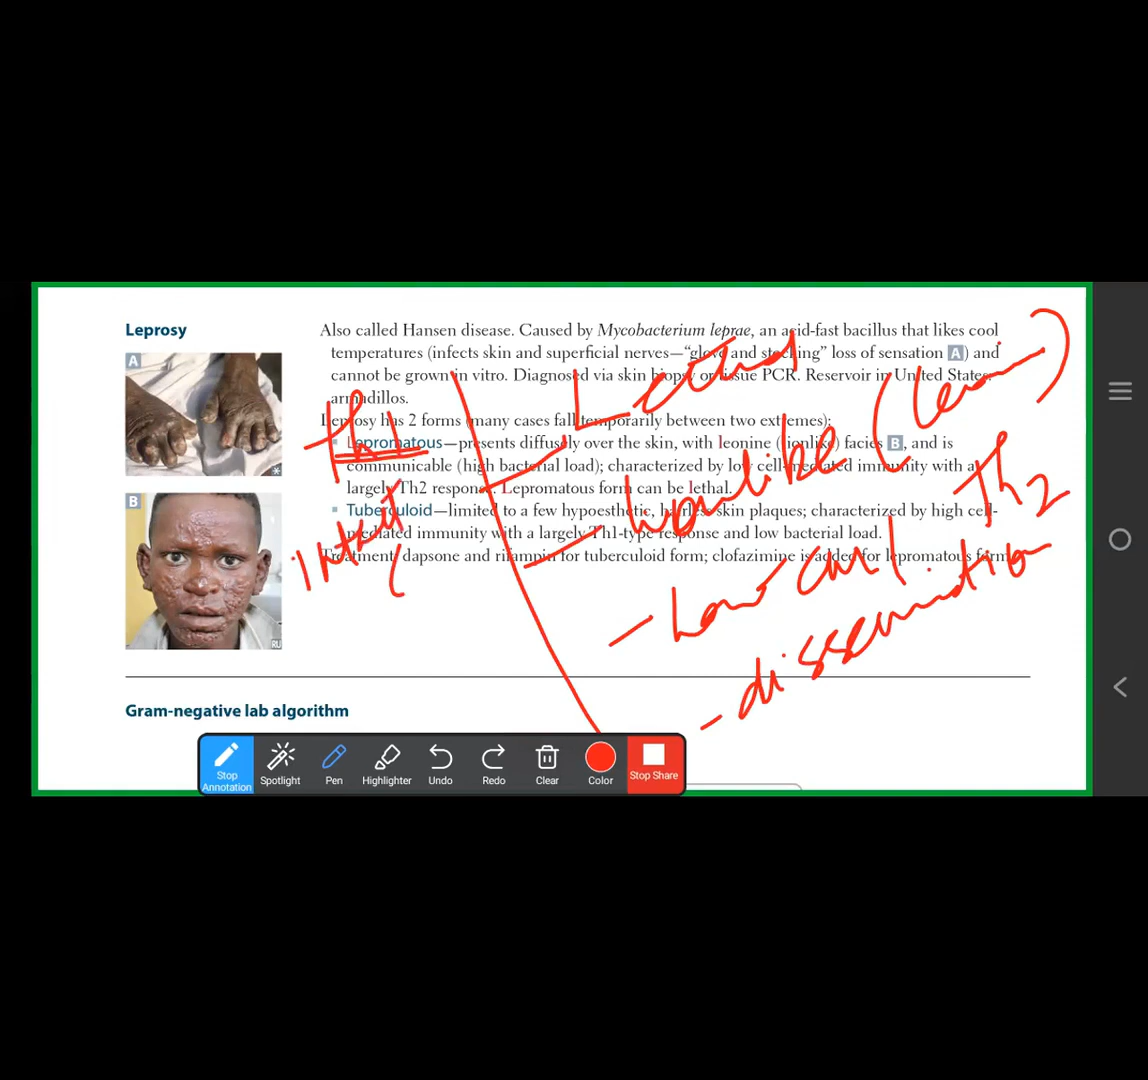 Leprosy
A
B
Also called Hansen disease. Caused by Mycobacterium leprae, an acid-fast bacillus that likes cool
temperatures (infects skin and superficial nerves—“glove and stocking” loss of sensation A) and
cannot be grown in vitro. Diagnosed via skin biopsy or tissue PCR. Reservoir in United States:
armadillos.
Leprosy has 2 forms (many cases fall temporarily between two extremes):
Lepromatous—presents diffusely over the skin, with leonine (lionlike) facies B, and is
communicable (high bacterial load); characterized by low cell-mediated immunity with a
largely Th2 response. Lepromatous form can be lethal.
Tuberculoid—limited to a few hypoesthetic, hairless skin plaques; characterized by high cell-
mediated immunity with a largely Th1-type response and low bacterial load.
Treatment: dapsone and rifampin for tuberculoid form; clofazimine is added for lepromatous form.
RU
th1
L
Th2
- Low
- dissemination
Gram-negative lab algorithm
Stop Annotation
Spotlight
Pen
Highlighter
Undo
Redo
Clear
Color
Stop Share